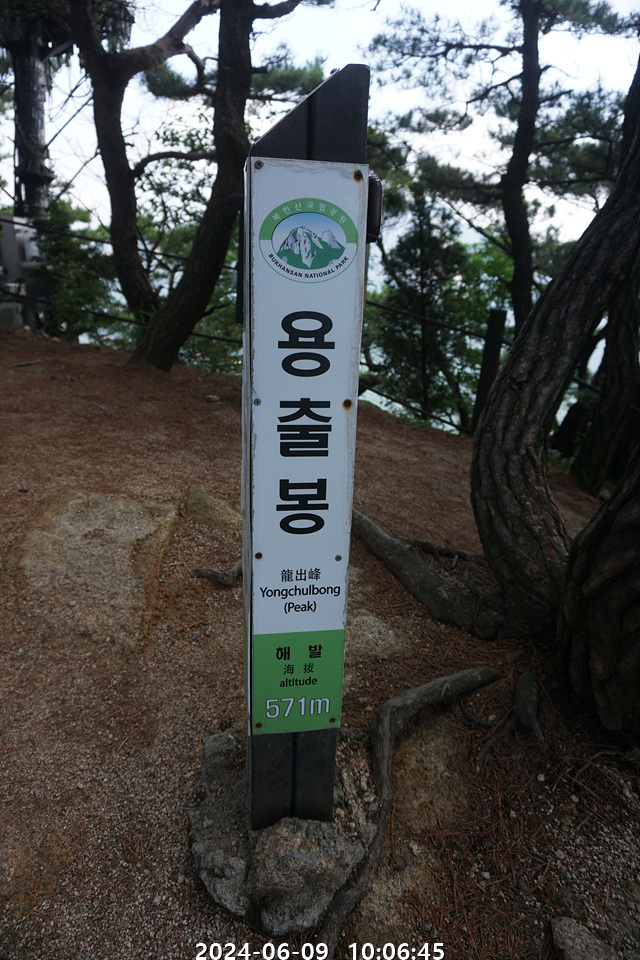 북한산국립공원
BUKHANSAN NATIONAL PARK
용
출
봉
龍出峰
Yongchulbong
(Peak)
해 발
海 拔
altitude
571m
2024-06-09 10:06:45